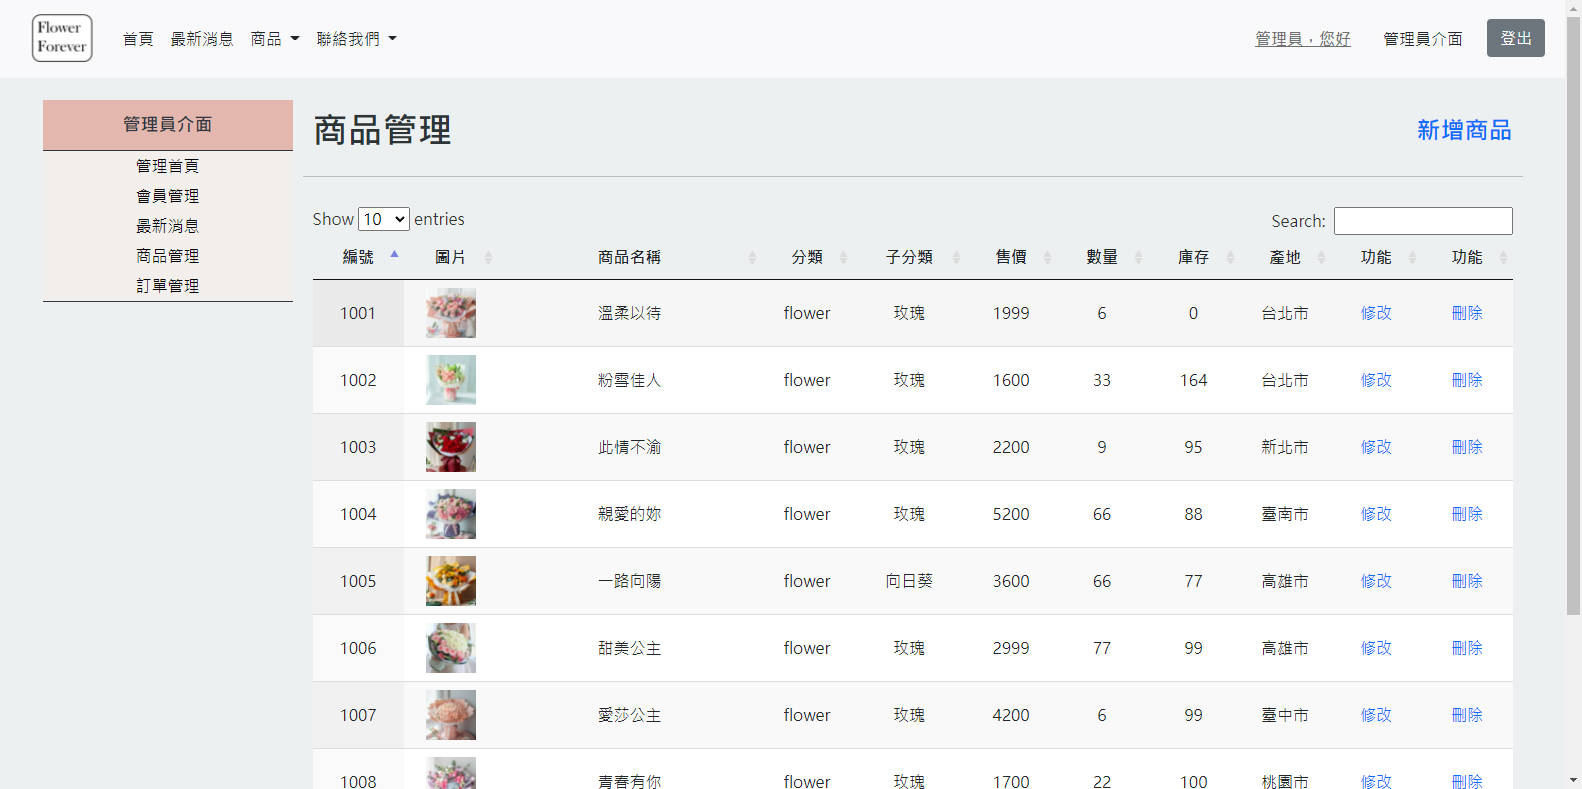 Flower
Forever
首頁 最新消息 商品 聯絡我們 管理員，您好 管理員介面 登出
管理員介面
管理首頁
會員管理
最新消息
商品管理
訂單管理
商品管理 新增商品
Show 10 entries Search:
編號 圖片 商品名稱 分類 子分類 售價 數量 庫存 產地 功能 功能
1001 溫柔以待 flower 玫瑰 1999 6 0 台北市 修改 刪除
1002 粉雪佳人 flower 玫瑰 1600 33 164 台北市 修改 刪除
1003 此情不渝 flower 玫瑰 2200 9 95 新北市 修改 刪除
1004 親愛的妳 flower 玫瑰 5200 66 88 臺南市 修改 刪除
1005 一路向陽 flower 向日葵 3600 66 77 高雄市 修改 刪除
1006 甜美公主 flower 玫瑰 2999 77 99 高雄市 修改 刪除
1007 愛莎公主 flower 玫瑰 4200 6 99 臺中市 修改 刪除
1008 青春有你 flower 玫瑰 1700 22 100 桃園市 修改 刪除